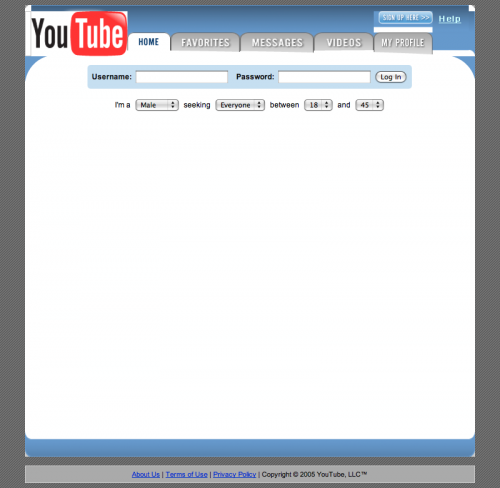 SIGN UP HERE >> Help
YouTube HOME FAVORITES MESSAGES VIDEOS MY PROFILE
Username: Password: Log In
I'm a Male seeking Everyone between 18 and 45
About Us | Terms of Use | Privacy Policy | Copyright © 2005 YouTube, LLC™